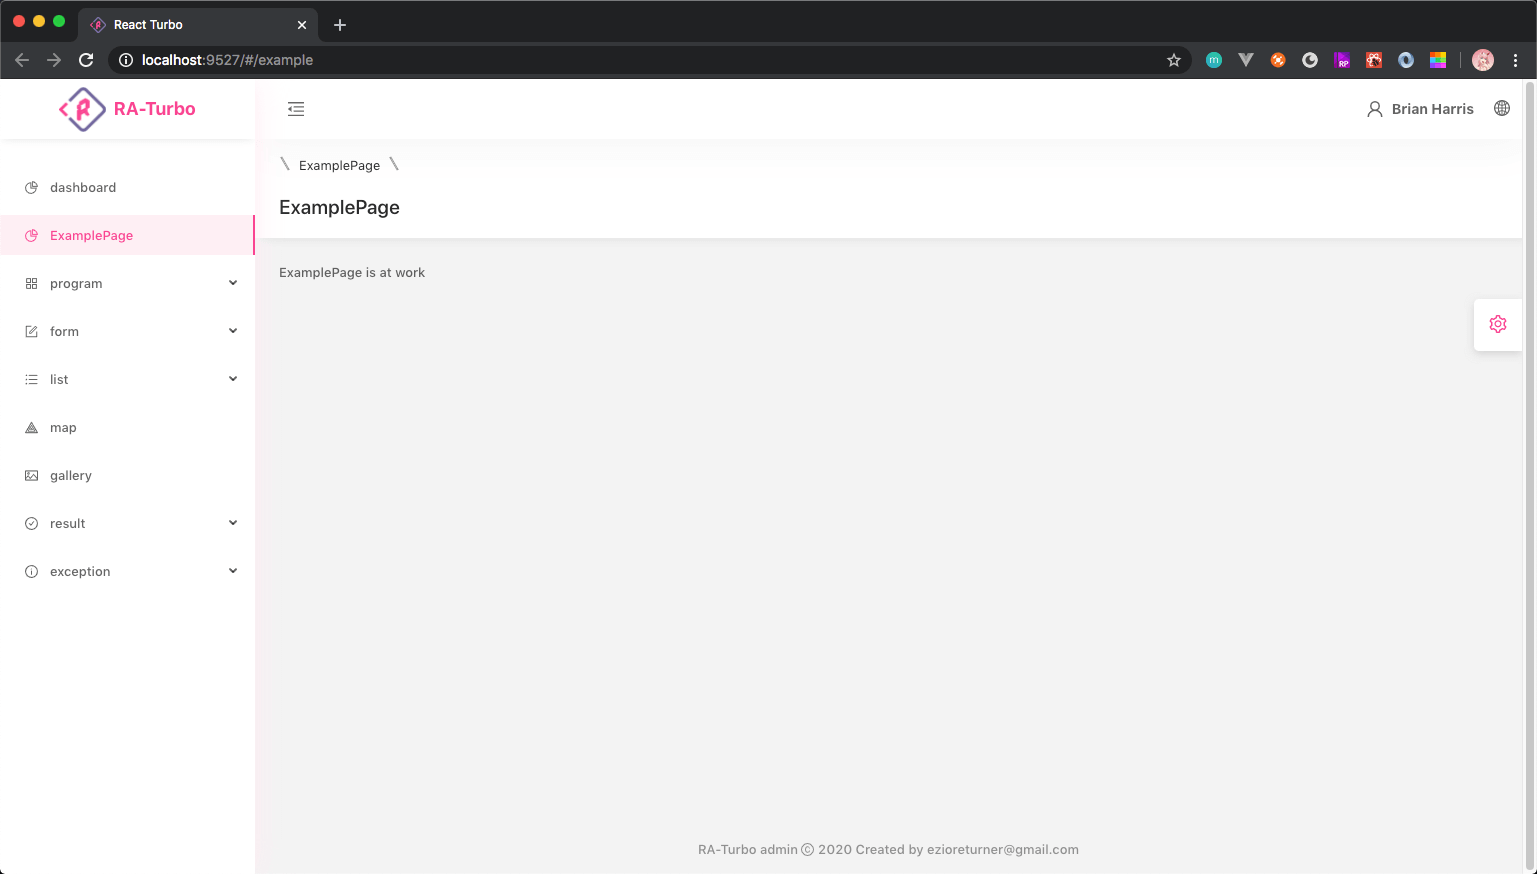 React Turbo
localhost:9527/#/example
m
RP
RA-Turbo
Brian Harris
\ ExamplePage \
ExamplePage
dashboard
ExamplePage
program
form
list
map
gallery
result
exception
ExamplePage is at work
RA-Turbo admin © 2020 Created by ezioreturner@gmail.com